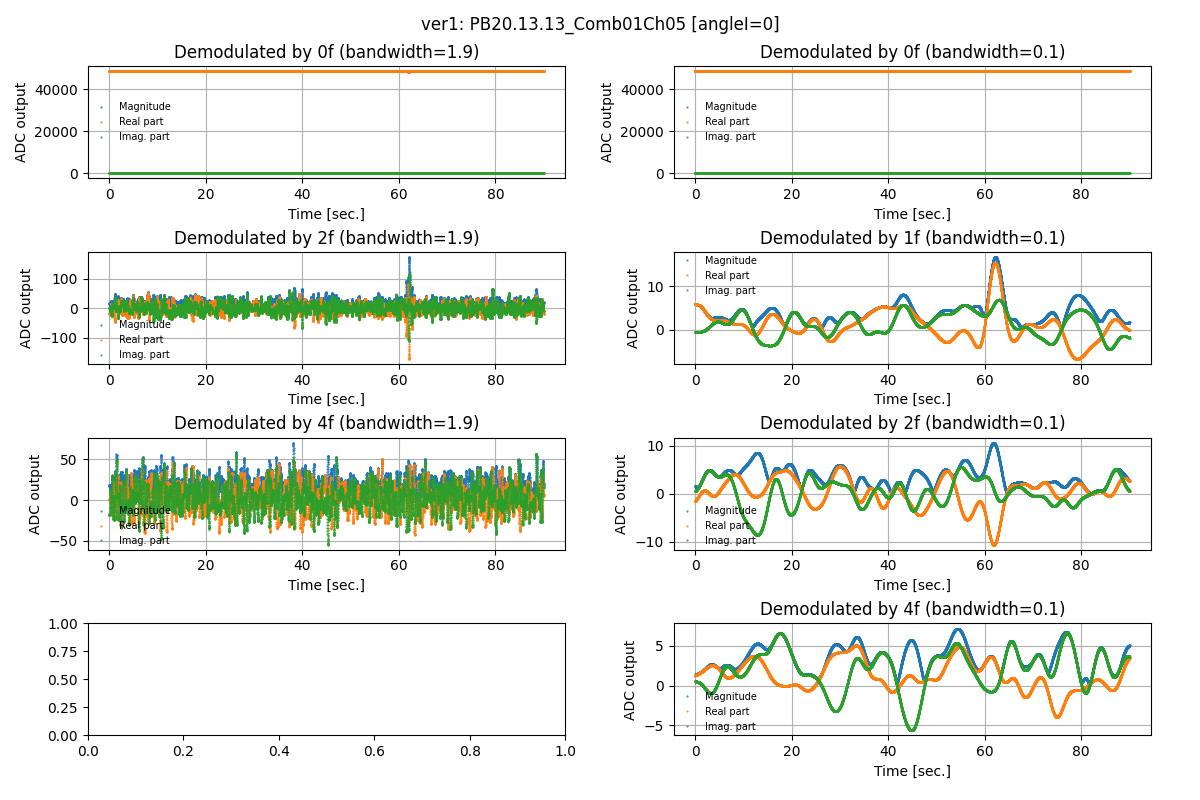 ver1: PB20.13.13_Comb01Ch05 [angleI=0]
Demodulated by 0f (bandwidth=1.9)
ADC output
40000
20000
0
Magnitude
Real part
Imag. part
0 20 40 60 80
Time [sec.]
Demodulated by 0f (bandwidth=0.1)
ADC output
40000
20000
0
Magnitude
Real part
Imag. part
0 20 40 60 80
Time [sec.]
Demodulated by 2f (bandwidth=1.9)
ADC output
100
0
−100
Magnitude
Real part
Imag. part
0 20 40 60 80
Time [sec.]
Demodulated by 1f (bandwidth=0.1)
ADC output
10
0
Magnitude
Real part
Imag. part
0 20 40 60 80
Time [sec.]
Demodulated by 4f (bandwidth=1.9)
ADC output
50
0
−50
Magnitude
Real part
Imag. part
0 20 40 60 80
Time [sec.]
Demodulated by 2f (bandwidth=0.1)
ADC output
10
0
−10
Magnitude
Real part
Imag. part
0 20 40 60 80
Time [sec.]
1.00
0.75
0.50
0.25
0.00
0.0 0.2 0.4 0.6 0.8 1.0
Demodulated by 4f (bandwidth=0.1)
ADC output
5
0
−5
Magnitude
Real part
Imag. part
0 20 40 60 80
Time [sec.]